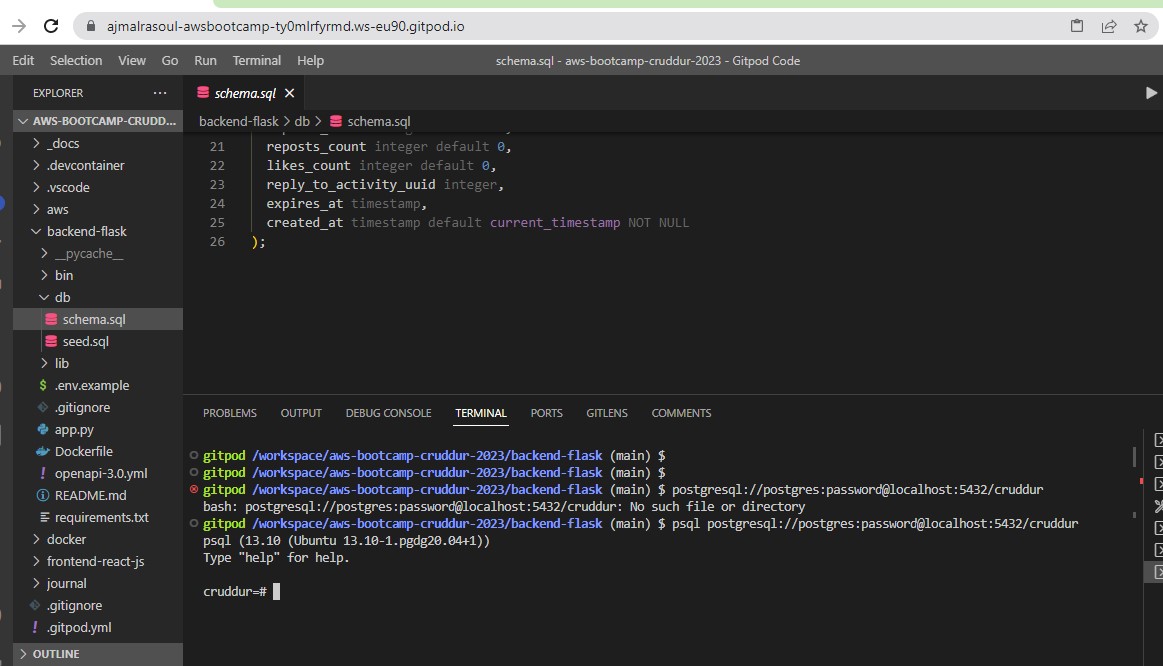 ajmalrasoul-awsbootcamp-ty0mlrfyrmd.ws-eu90.gitpod.io
Edit Selection View Go Run Terminal Help schema.sql - aws-bootcamp-cruddur-2023 - Gitpod Code
EXPLORER ···
AWS-BOOTCAMP-CRUDD...
_docs
.devcontainer
.vscode
aws
backend-flask
__pycache__
bin
db
schema.sql
seed.sql
lib
.env.example
.gitignore
app.py
Dockerfile
openapi-3.0.yml
README.md
requirements.txt
docker
frontend-react-js
journal
.gitignore
.gitpod.yml
OUTLINE
schema.sql
backend-flask > db > schema.sql
21 reposts_count integer default 0,
22 likes_count integer default 0,
23 reply_to_activity_uuid integer,
24 expires_at timestamp,
25 created_at timestamp default current_timestamp NOT NULL
26 );
PROBLEMS OUTPUT DEBUG CONSOLE TERMINAL PORTS GITLENS COMMENTS
gitpod /workspace/aws-bootcamp-cruddur-2023/backend-flask (main) $
gitpod /workspace/aws-bootcamp-cruddur-2023/backend-flask (main) $
gitpod /workspace/aws-bootcamp-cruddur-2023/backend-flask (main) $ postgresql://postgres:password@localhost:5432/cruddur
bash: postgresql://postgres:password@localhost:5432/cruddur: No such file or directory
gitpod /workspace/aws-bootcamp-cruddur-2023/backend-flask (main) $ psql postgresql://postgres:password@localhost:5432/cruddur
psql (13.10 (Ubuntu 13.10-1.pgdg20.04+1))
Type "help" for help.
cruddur=#